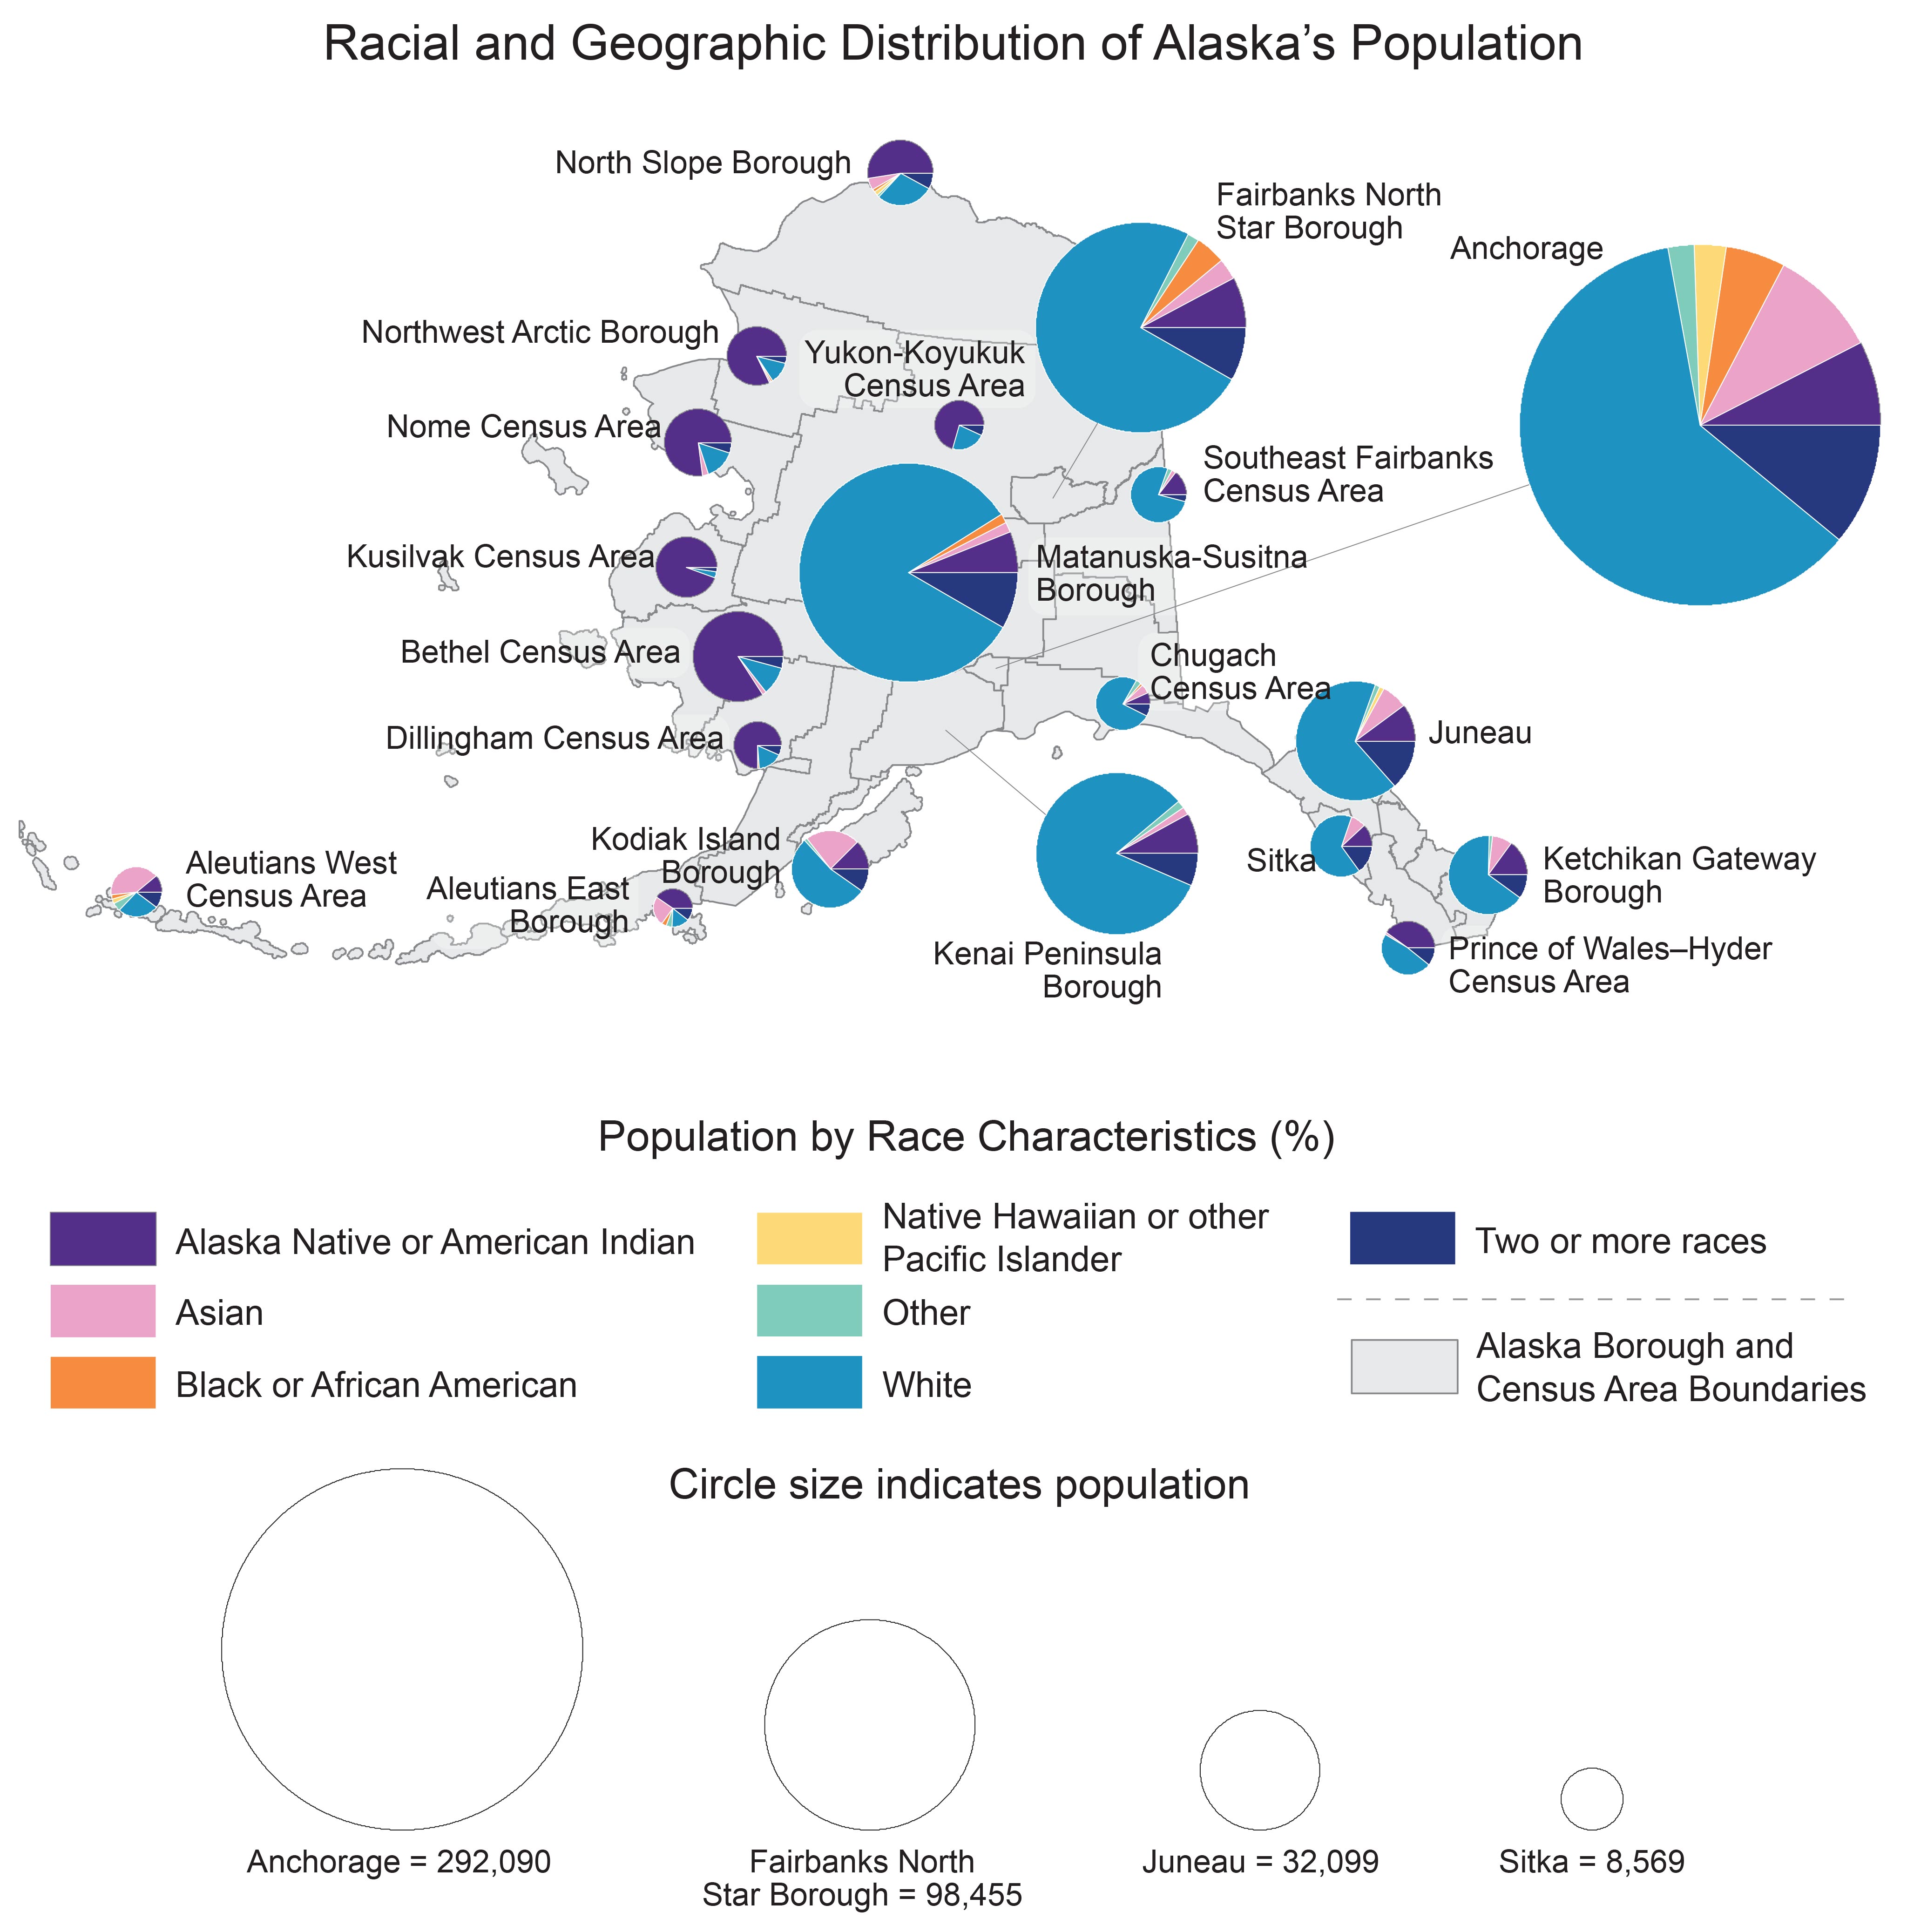 Racial and Geographic Distribution of Alaska’s Population
North Slope Borough
Fairbanks North
Star Borough
Anchorage
Northwest Arctic Borough
Yukon-Koyukuk
Census Area
Nome Census Area
Southeast Fairbanks
Census Area
Kusilvak Census Area
Matanuska-Susitna
Borough
Bethel Census Area
Chugach
Census Area
Dillingham Census Area
Juneau
Kodiak Island
Borough
Aleutians West
Census Area
Aleutians East
Borough
Sitka
Ketchikan Gateway
Borough
Kenai Peninsula
Borough
Prince of Wales–Hyder
Census Area
Population by Race Characteristics (%)
Alaska Native or American Indian
Asian
Black or African American
Native Hawaiian or other
Pacific Islander
Other
White
Two or more races
Alaska Borough and
Census Area Boundaries
Circle size indicates population
Anchorage = 292,090
Fairbanks North
Star Borough = 98,455
Juneau = 32,099
Sitka = 8,569